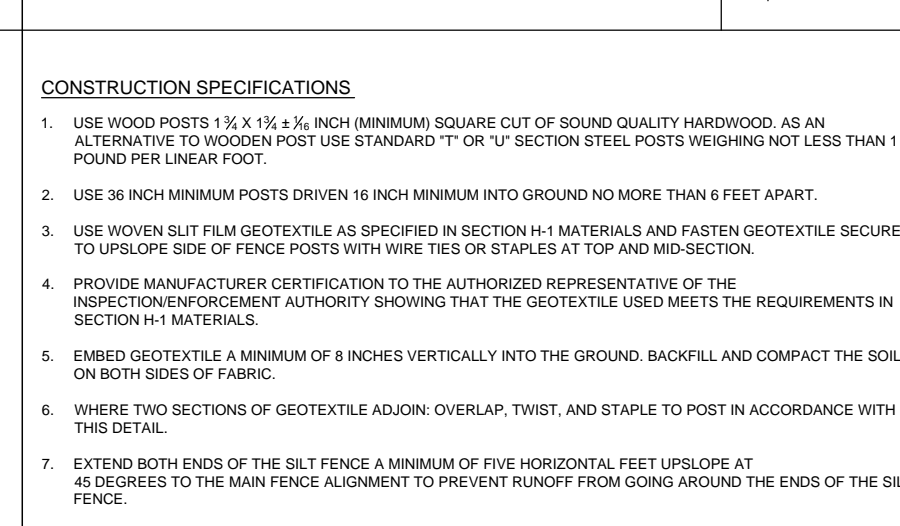 CONSTRUCTION SPECIFICATIONS
1. USE WOOD POSTS 1 ¾ X 1¾ ± 1⁄16 INCH (MINIMUM) SQUARE CUT OF SOUND QUALITY HARDWOOD. AS AN
ALTERNATIVE TO WOODEN POST USE STANDARD "T" OR "U" SECTION STEEL POSTS WEIGHING NOT LESS THAN 1
POUND PER LINEAR FOOT.
2. USE 36 INCH MINIMUM POSTS DRIVEN 16 INCH MINIMUM INTO GROUND NO MORE THAN 6 FEET APART.
3. USE WOVEN SLIT FILM GEOTEXTILE AS SPECIFIED IN SECTION H-1 MATERIALS AND FASTEN GEOTEXTILE SECURE
TO UPSLOPE SIDE OF FENCE POSTS WITH WIRE TIES OR STAPLES AT TOP AND MID-SECTION.
4. PROVIDE MANUFACTURER CERTIFICATION TO THE AUTHORIZED REPRESENTATIVE OF THE
INSPECTION/ENFORCEMENT AUTHORITY SHOWING THAT THE GEOTEXTILE USED MEETS THE REQUIREMENTS IN
SECTION H-1 MATERIALS.
5. EMBED GEOTEXTILE A MINIMUM OF 8 INCHES VERTICALLY INTO THE GROUND. BACKFILL AND COMPACT THE SOIL
ON BOTH SIDES OF FABRIC.
6. WHERE TWO SECTIONS OF GEOTEXTILE ADJOIN: OVERLAP, TWIST, AND STAPLE TO POST IN ACCORDANCE WITH
THIS DETAIL.
7. EXTEND BOTH ENDS OF THE SILT FENCE A MINIMUM OF FIVE HORIZONTAL FEET UPSLOPE AT
45 DEGREES TO THE MAIN FENCE ALIGNMENT TO PREVENT RUNOFF FROM GOING AROUND THE ENDS OF THE
FENCE.